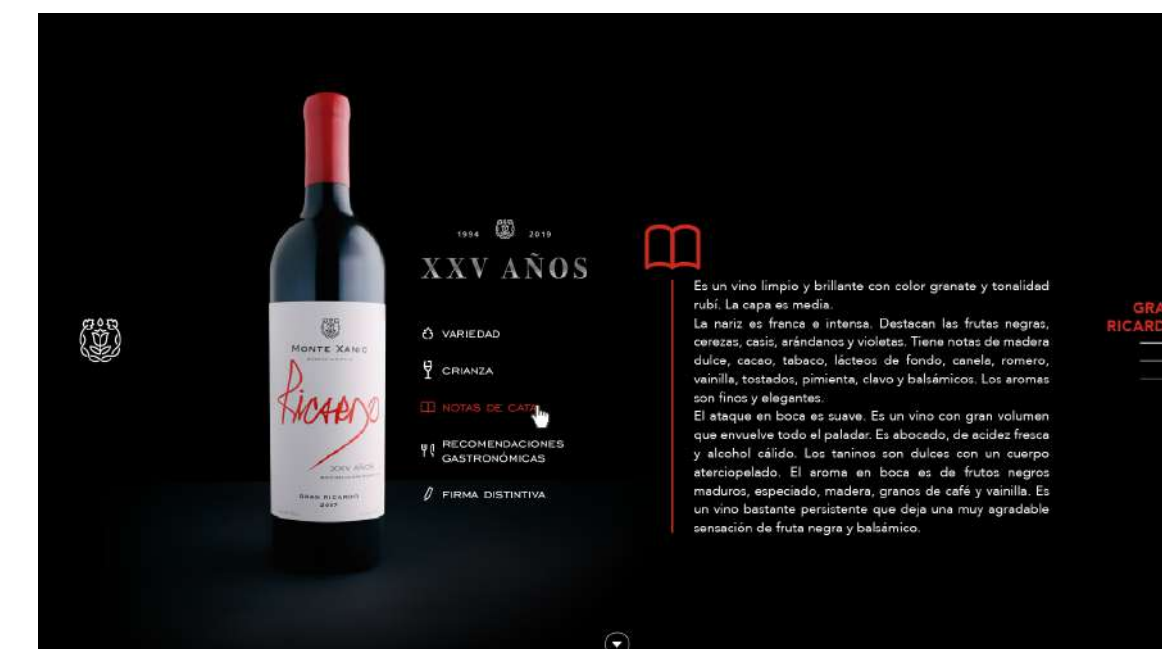 1994 2019
XXV AÑOS
MONTE XANIC
RICARDO
XXV AÑOS
GRAN RICARDO
2017
VARIEDAD
CRIANZA
NOTAS DE CATA
RECOMENDACIONES
GASTRONÓMICAS
FIRMA DISTINTIVA
Es un vino limpio y brillante con color granate y tonalidad
rubí. La capa es media.
La nariz es franca e intensa. Destacan las frutas negras,
cerezas, casis, arándanos y violetas. Tiene notas de madera
dulce, cacao, tabaco, lácteos de fondo, canela, romero,
vainilla, tostados, pimienta, clavo y balsámicos. Los aromas
son finos y elegantes.
El ataque en boca es suave. Es un vino con gran volumen
que envuelve todo el paladar. Es abocado, de acidez fresca
y alcohol cálido. Los taninos son dulces con un cuerpo
aterciopelado. El aroma en boca es de frutos negros
maduros, especiado, madera, granos de café y vainilla. Es
un vino bastante persistente que deja una muy agradable
sensación de fruta negra y balsámico.
GRA
RICARD